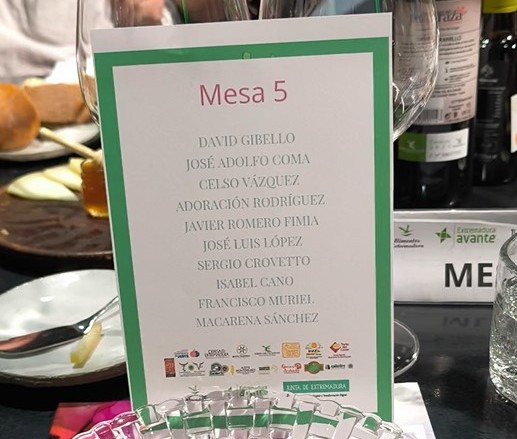 Mesa 5
DAVID GIBELLO
JOSÉ ADOLFO COMA
CELSO VÁZQUEZ
ADORACIÓN RODRÍGUEZ
JAVIER ROMERO FIMIA
JOSÉ LUIS LÓPEZ
SERGIO CROVETTO
ISABEL CANO
FRANCISCO MURIEL
MACARENA SÁNCHEZ
JUNTA DE EXTREMADURA
Alimentos
Extremadura
avante
ME